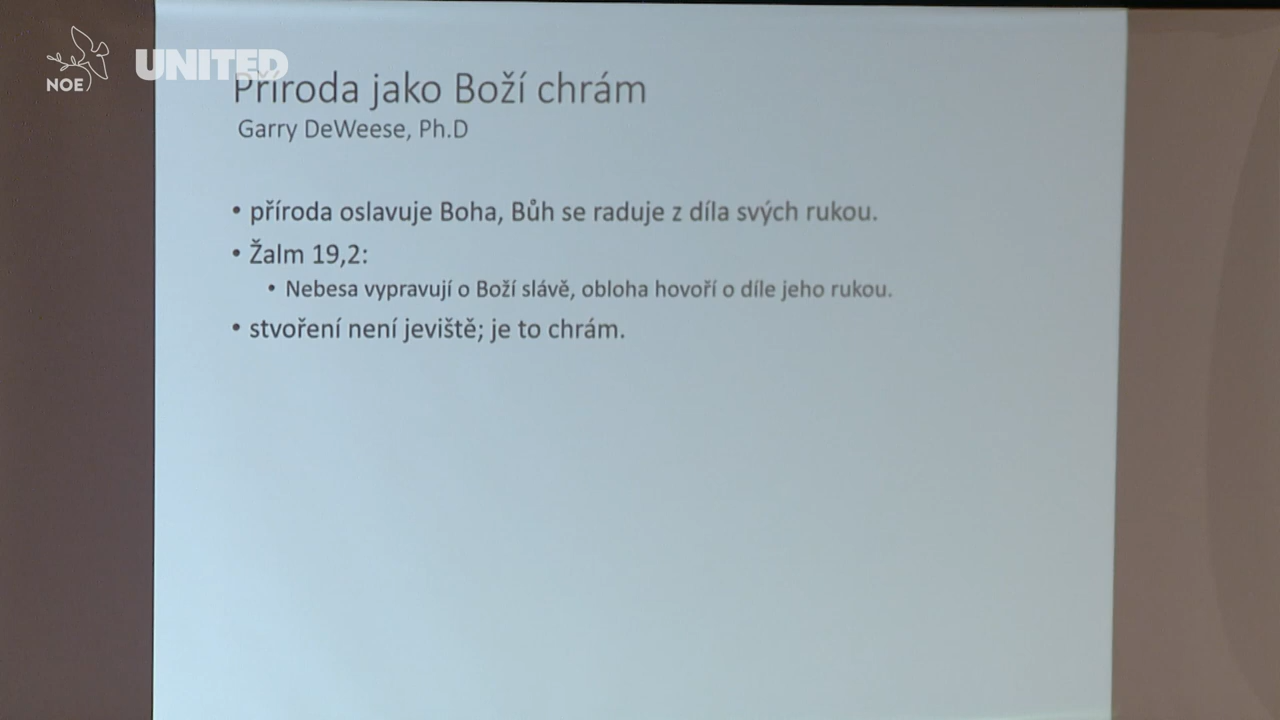 NOE
UNITED
Příroda jako Boží chrám
Garry DeWeese, Ph.D
• příroda oslavuje Boha, Bůh se raduje z díla svých rukou.
• Žalm 19,2:
• Nebesa vypravují o Boží slávě, obloha hovoří o díle jeho rukou.
• stvoření není jeviště; je to chrám.